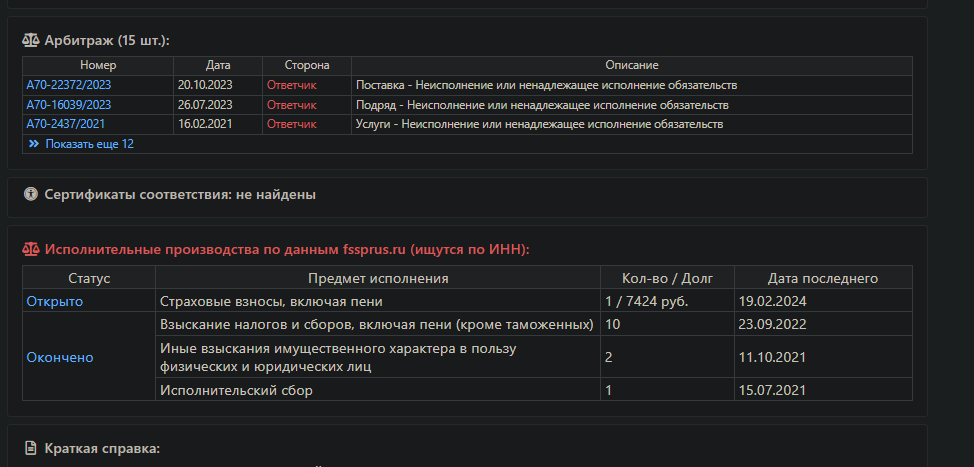 Арбитраж (15 шт.):
Номер Дата Сторона Описание
А70-22372/2023 20.10.2023 Ответчик Поставка - Неисполнение или ненадлежащее исполнение обязательств
А70-16039/2023 26.07.2023 Ответчик Подряд - Неисполнение или ненадлежащее исполнение обязательств
А70-2437/2021 16.02.2021 Ответчик Услуги - Неисполнение или ненадлежащее исполнение обязательств
Показать еще 12
Сертификаты соответствия: не найдены
Исполнительные производства по данным fssprus.ru (ищутся по ИНН):
Статус Предмет исполнения Кол-во / Долг Дата последнего
Открыто Страховые взносы, включая пени 1 / 7424 руб. 19.02.2024
Взыскание налогов и сборов, включая пени (кроме таможенных) 10 23.09.2022
Окончено Иные взыскания имущественного характера в пользу
физических и юридических лиц 2 11.10.2021
Исполнительский сбор 1 15.07.2021
Краткая справка: